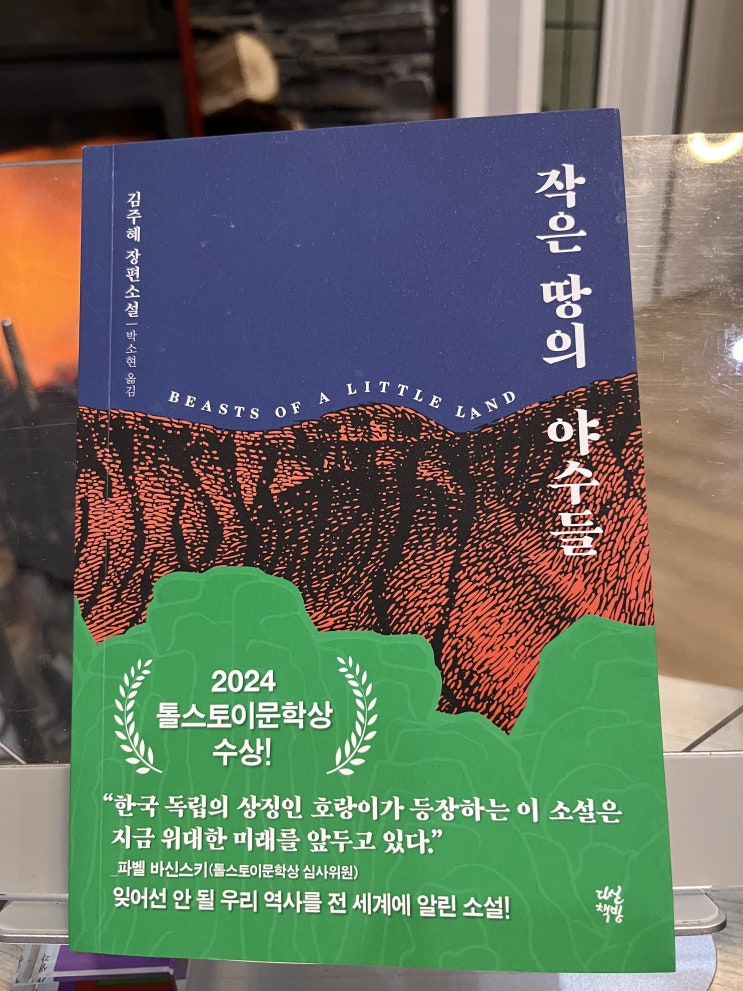 작은 땅의 야수들
김주혜 장편소설 | 박소현 옮김
BEASTS OF A LITTLE LAND
2024
톨스토이문학상
수상!
“한국 독립의 상징인 호랑이가 등장하는 이 소설은
지금 위대한 미래를 앞두고 있다.”
_파벨 바신스키(톨스토이문학상 심사위원)
잊어선 안 될 우리 역사를 전 세계에 알린 소설!
다산
책방